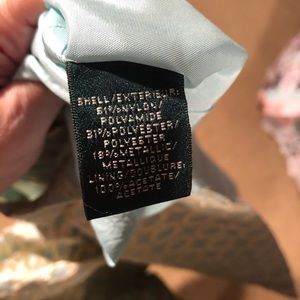 SHELL/EXTERIEUR:
51%NYLON/
POLYAMIDE
31%POLYESTER/
POLYESTER
18%METALLIC/
METALLIQUE
LINING/DOUBLURE:
100%ACETATE/
ACETATE